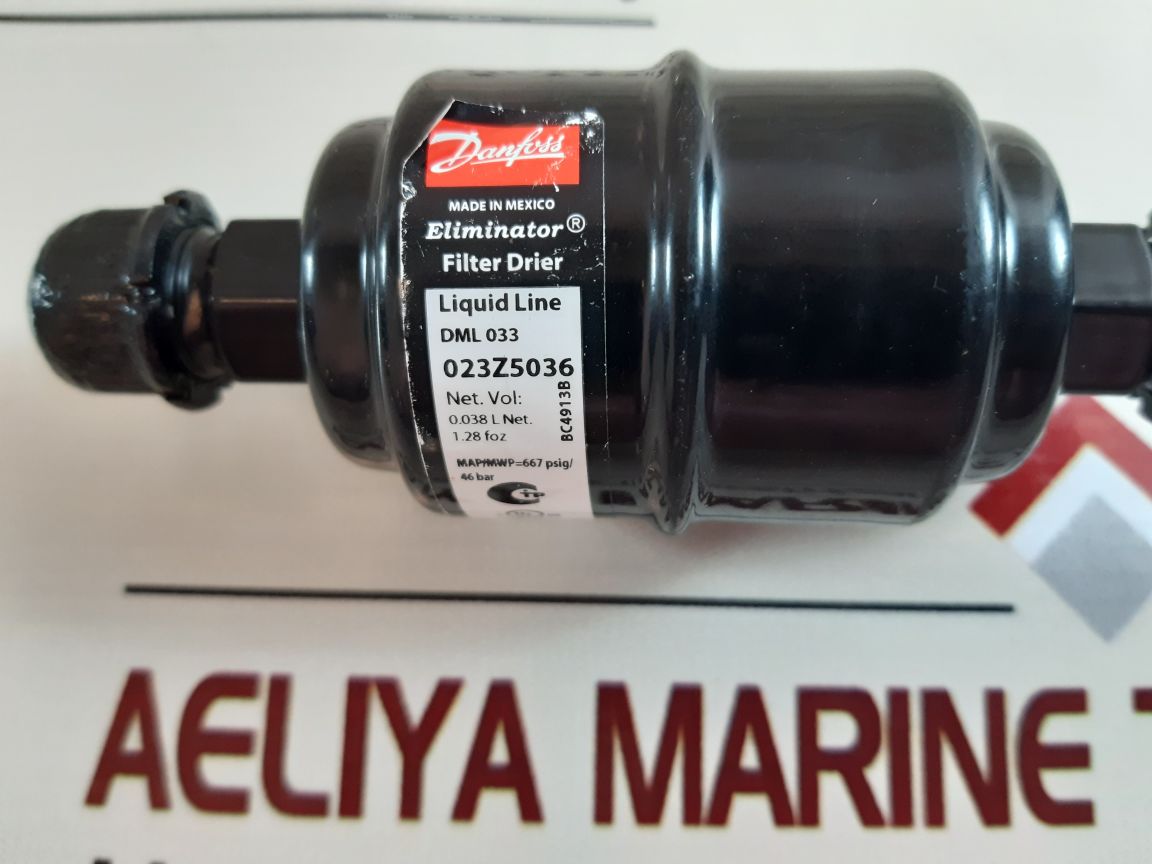 Danfoss
MADE IN MEXICO
Eliminator®
Filter Drier
Liquid Line
DML 033
023Z5036
Net. Vol:
0.038 L Net.
1.28 foz
BC4913B
MAP/MWP=667 psig/
46 bar
AELIYA MARINE